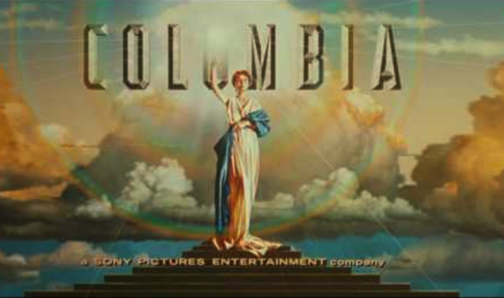 COLUMBIA
a SONY PICTURES ENTERTAINMENT company